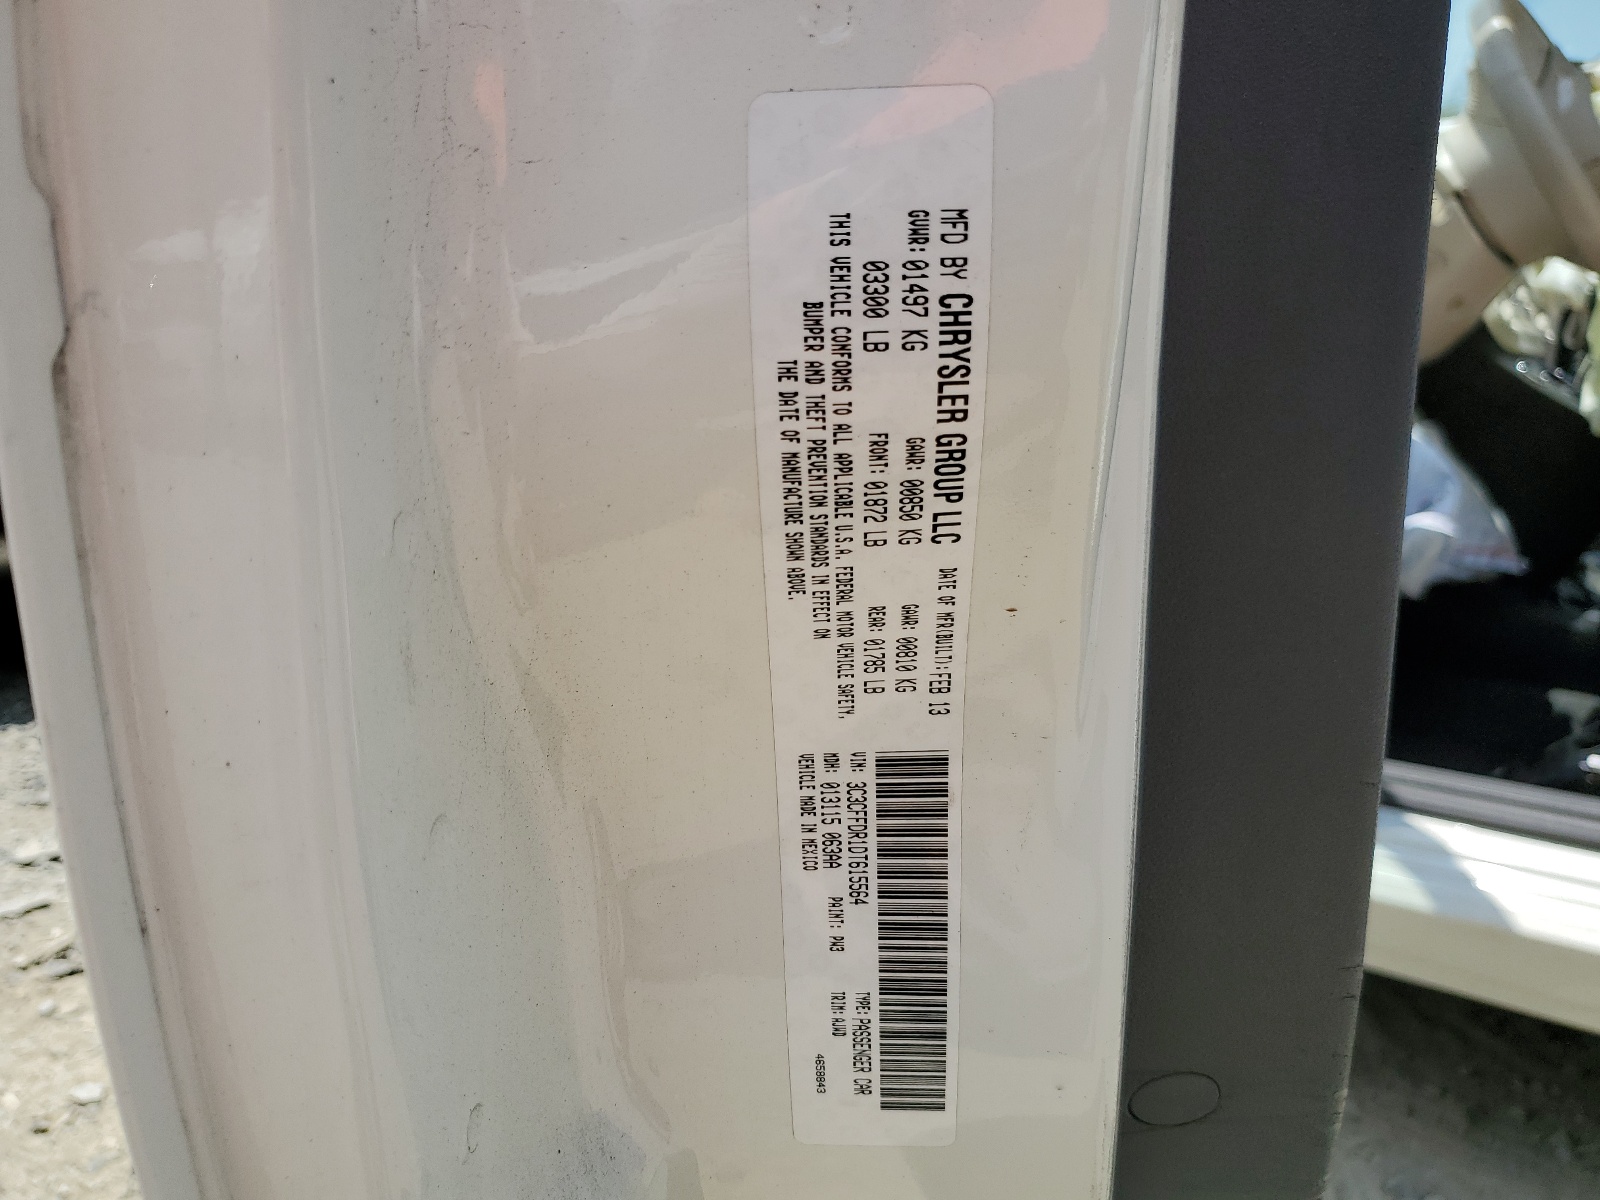 MFD BY CHRYSLER GROUP LLC DATE OF MFR(BUILT): FEB 13
GVWR: 01497 KG GAWR: 00850 KG GAWR: 00810 KG
03300 LB FRONT: 01872 LB REAR: 01785 LB
THIS VEHICLE CONFORMS TO ALL APPLICABLE U.S.A. FEDERAL MOTOR VEHICLE SAFETY,
BUMPER AND THEFT PREVENTION STANDARDS IN EFFECT ON
THE DATE OF MANUFACTURE SHOWN ABOVE.
VIN: 3C3CFFDR1DT615564 TYPE: PASSENGER CAR
MDH: 013115 063AA PAINT: PW3 TRIM: AJWD
VEHICLE MADE IN MEXICO 4658843